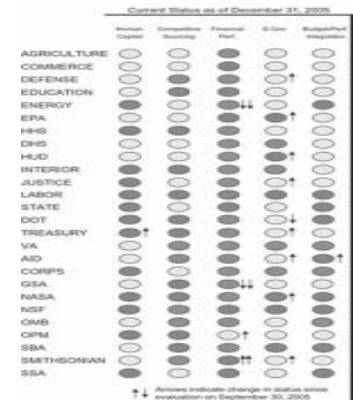 Current Status as of December 31, 2005
Human Capital Competitive Sourcing Financial Perf. E-Gov Budget/Perf. Integration
AGRICULTURE
COMMERCE
DEFENSE
EDUCATION
ENERGY
EPA
HHS
DHS
HUD
INTERIOR
JUSTICE
LABOR
STATE
DOT
TREASURY
VA
AID
CORPS
GSA
NASA
NSF
OMB
OPM
SBA
SMITHSONIAN
SSA
Arrows indicate change in status since
evaluation on September 30, 2005